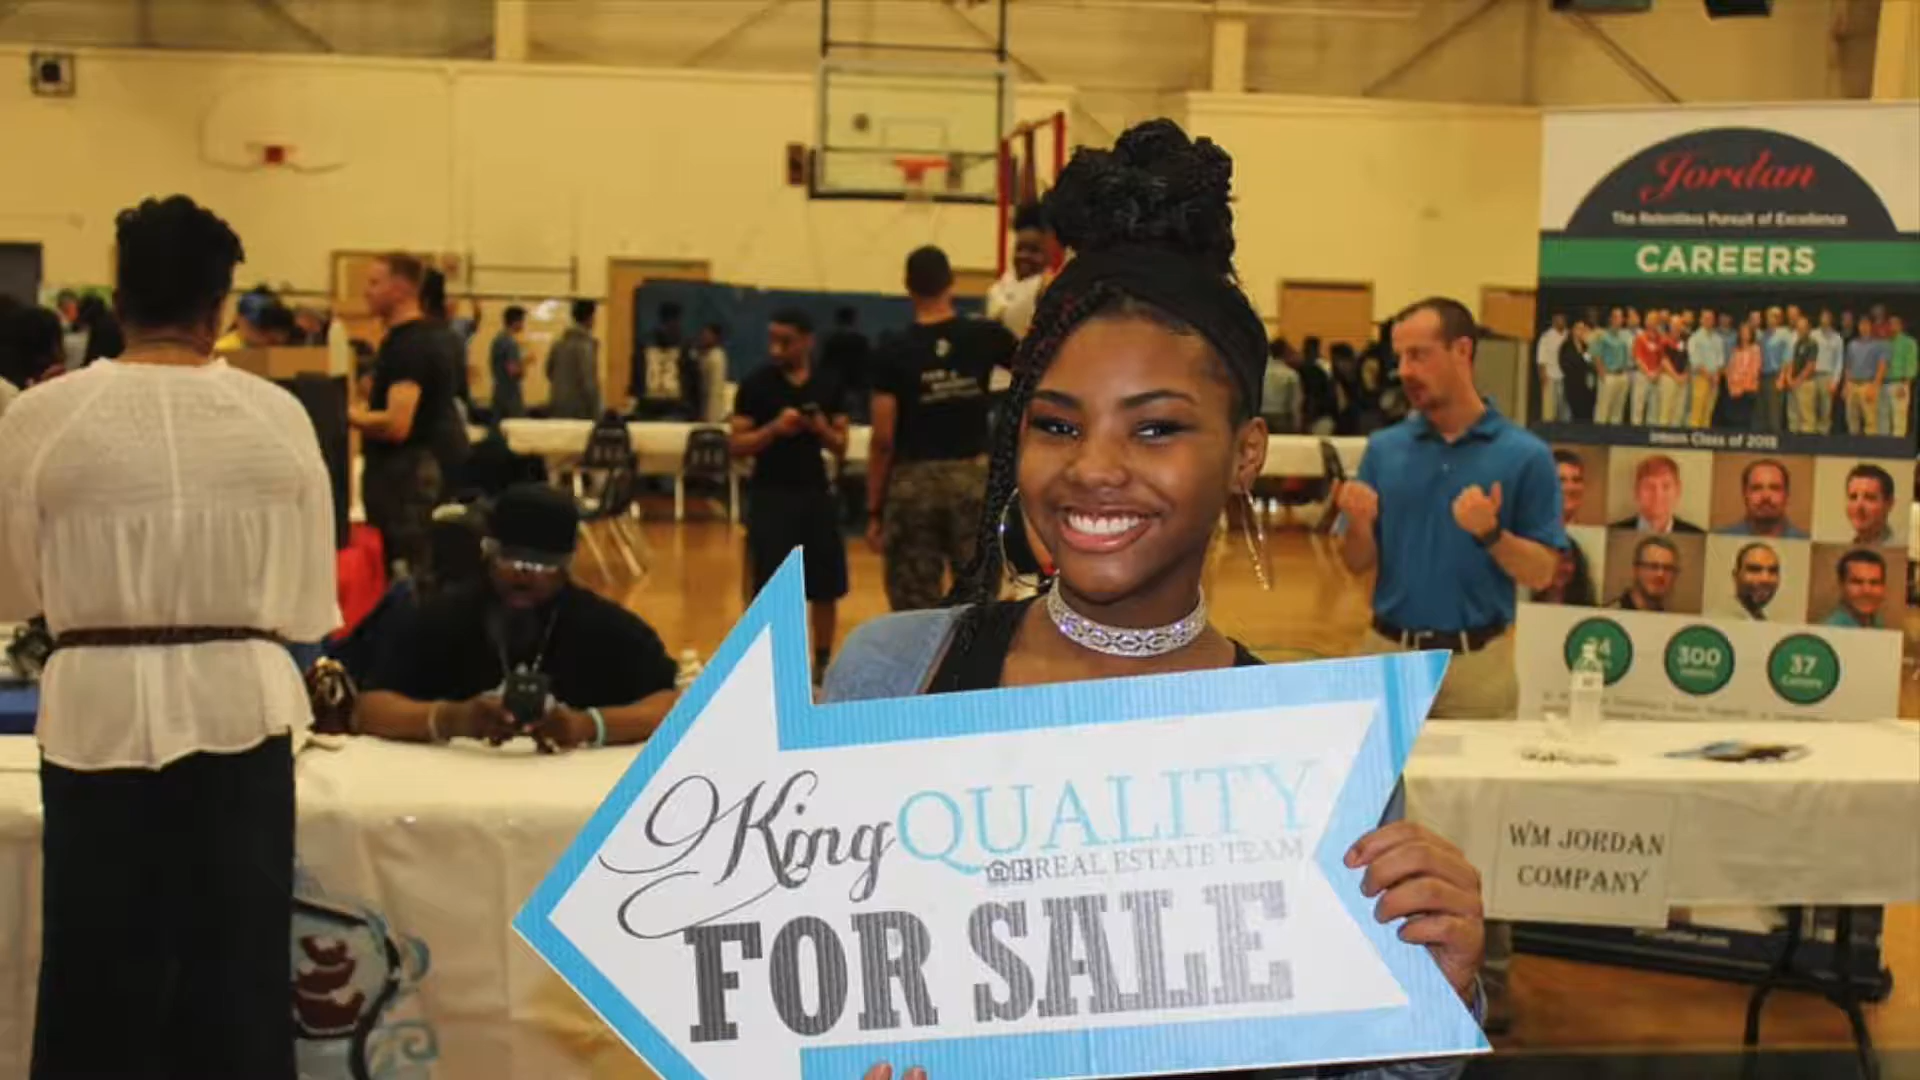 Jordan
The Relentless Pursuit of Excellence
CAREERS
300
37
Careers
King QUALITY
REAL ESTATE TEAM
FOR SALE
WM JORDAN
COMPANY